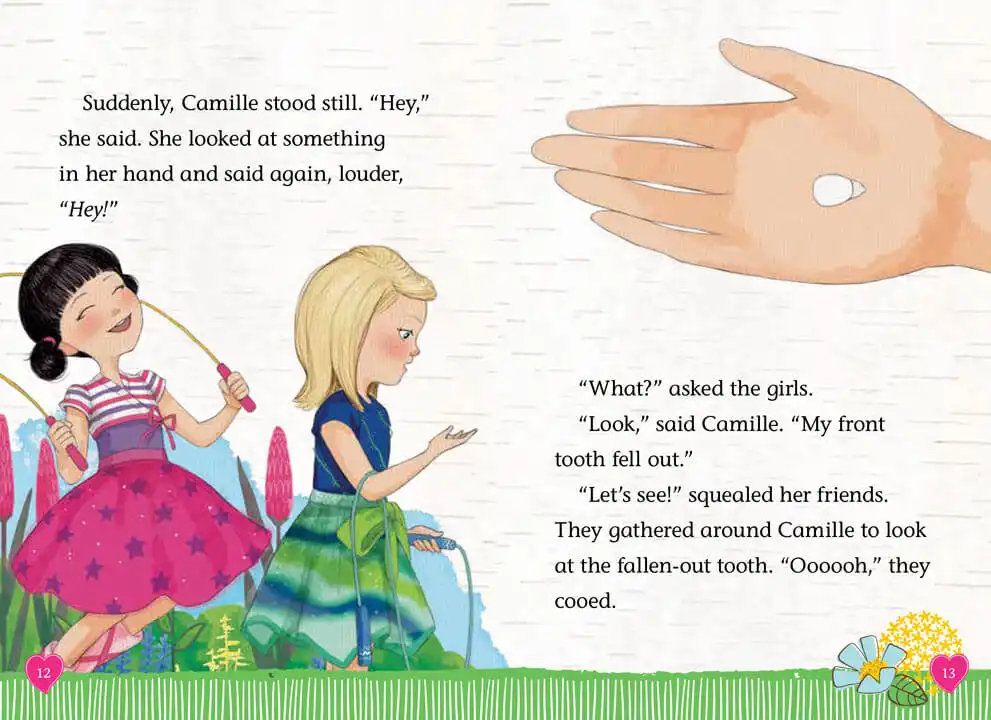 Suddenly, Camille stood still. “Hey,”
she said. She looked at something
in her hand and said again, louder,
“Hey!”
12
“What?” asked the girls.
“Look,” said Camille. “My front
tooth fell out.”
“Let’s see!” squealed her friends.
They gathered around Camille to look
at the fallen-out tooth. “Oooooh,” they
cooed.
13